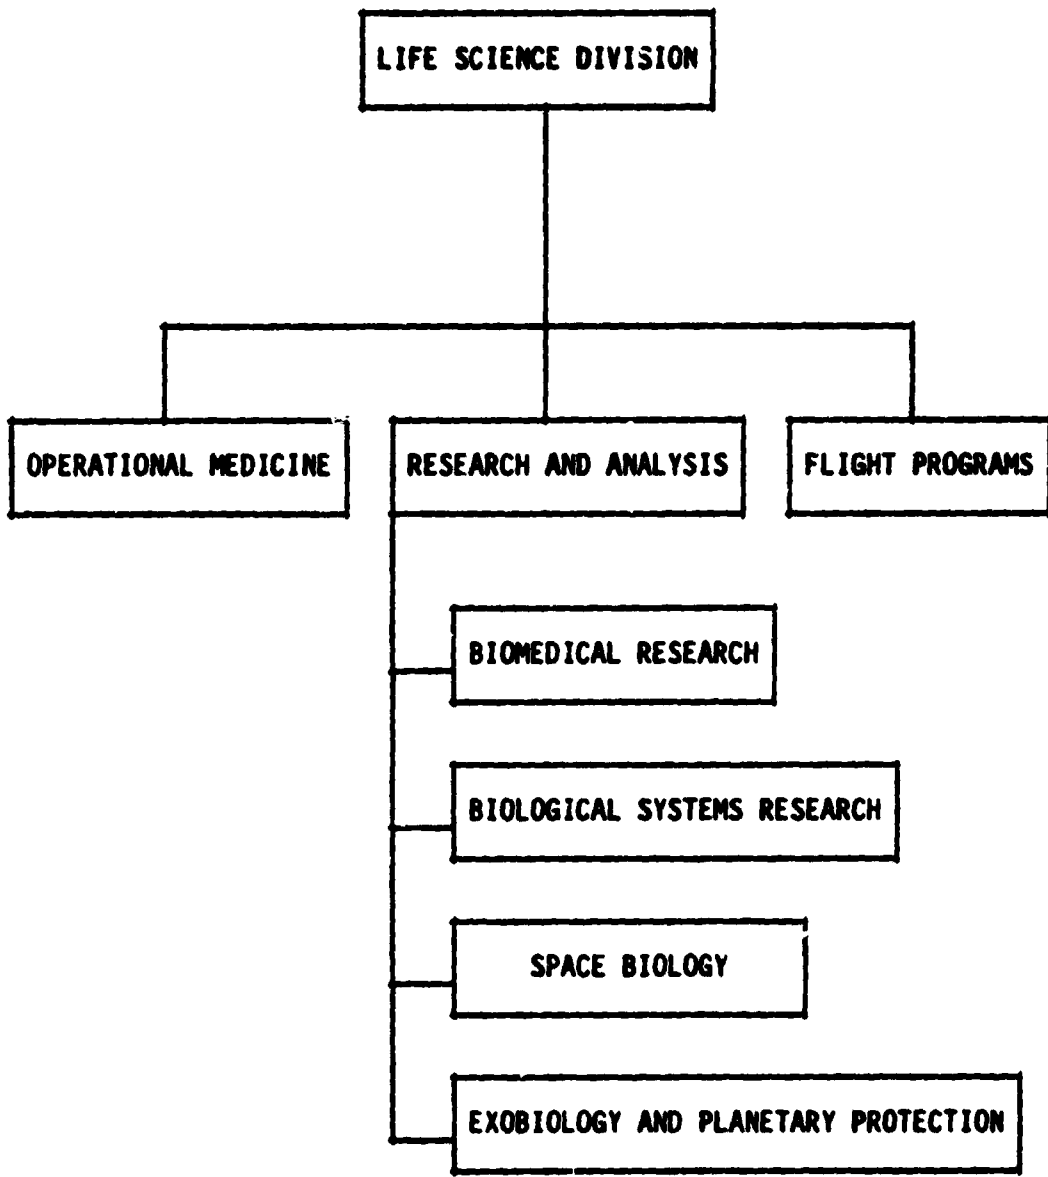 LIFE SCIENCE DIVISION
OPERATIONAL MEDICINE
RESEARCH AND ANALYSIS
FLIGHT PROGRAMS
BIOMEDICAL RESEARCH
BIOLOGICAL SYSTEMS RESEARCH
SPACE BIOLOGY
EXOBIOLOGY AND PLANETARY PROTECTION